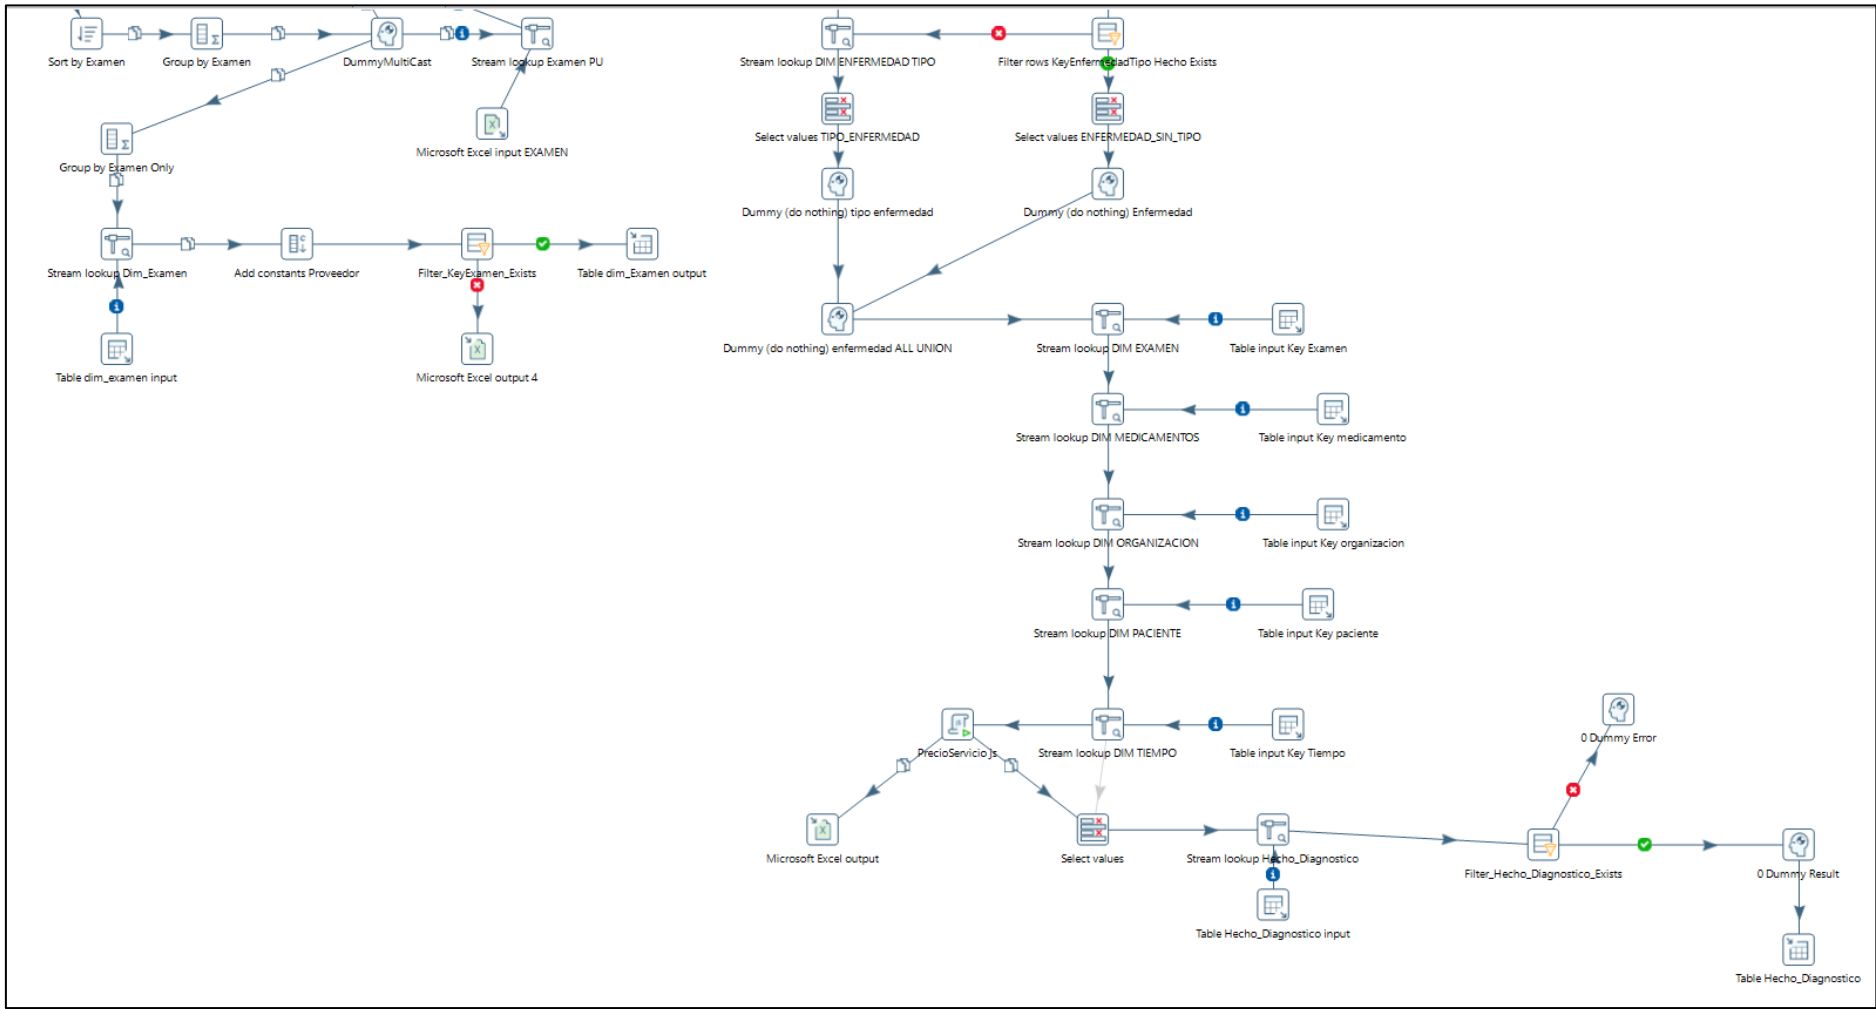 Sort by Examen
Group by Examen
DummyMultiCast
Stream lookup Examen PU
Microsoft Excel input EXAMEN
Group by Examen Only
Stream lookup Dim_Examen
Add constants Proveedor
Filter_KeyExamen_Exists
Table dim_Examen output
Table dim_examen input
Microsoft Excel output 4
Stream lookup DIM ENFERMEDAD TIPO
Filter rows KeyEnfermedadTipo Hecho Exists
Select values TIPO_ENFERMEDAD
Select values ENFERMEDAD_SIN_TIPO
Dummy (do nothing) tipo enfermedad
Dummy (do nothing) Enfermedad
Dummy (do nothing) enfermedad ALL UNION
Stream lookup DIM EXAMEN
Table input Key Examen
Stream lookup DIM MEDICAMENTOS
Table input Key medicamento
Stream lookup DIM ORGANIZACION
Table input Key organizacion
Stream lookup DIM PACIENTE
Table input Key paciente
PrecioServicio js
Stream lookup DIM TIEMPO
Table input Key Tiempo
0 Dummy Error
Microsoft Excel output
Select values
Stream lookup Hecho_Diagnostico
Filter_Hecho_Diagnostico_Exists
0 Dummy Result
Table Hecho_Diagnostico input
Table Hecho_Diagnostico